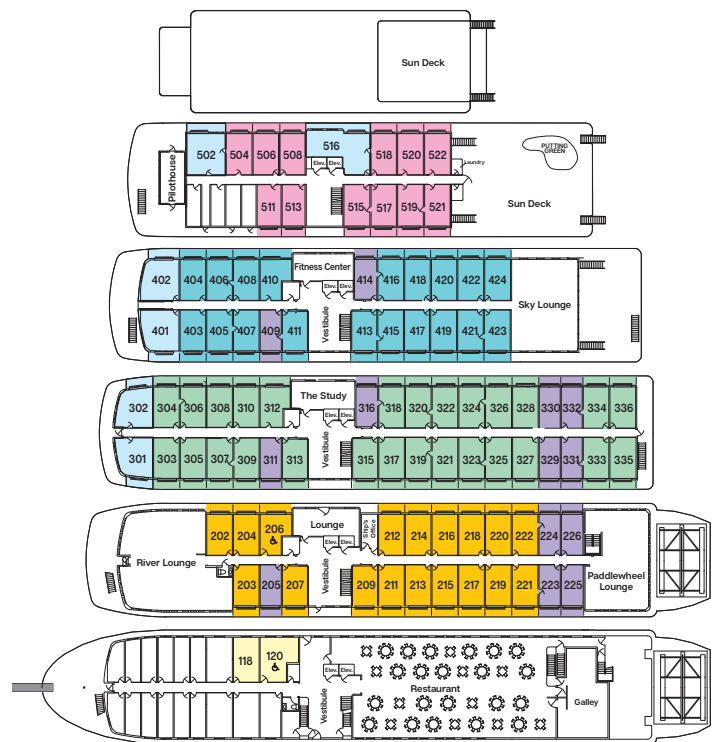 Sun Deck
502 504 506 508 516 518 520 522
Elev. Elev.
Laundry
PUTTING
GREEN
Pilothouse
Sun Deck
511 513 515 517 519 521
402 404 406 408 410 Fitness Center 414 416 418 420 422 424
Elev. Elev.
Sky Lounge
Vestibule
401 403 405 407 409 411 413 415 417 419 421 423
302 304 306 308 310 312 The Study 316 318 320 322 324 326 328 330 332 334 336
Elev. Elev.
Vestibule
301 303 305 307 309 311 313 315 317 319 321 323 325 327 329 331 333 335
202 204 206 Lounge Ship's Office 212 214 216 218 220 222 224 226
Elev. Elev.
River Lounge
Vestibule
203 205 207 209 211 213 215 217 219 221 223 225
Paddlewheel
Lounge
118 120
Elev. Elev.
Restaurant
Vestibule
Galley